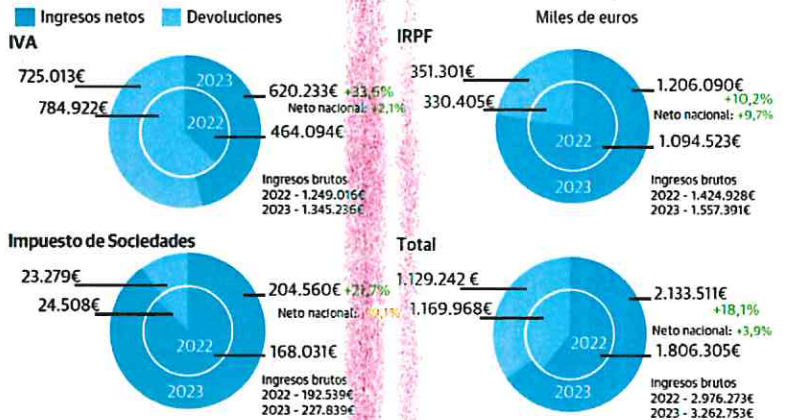 Ingresos netos
Devoluciones
Miles de euros
IVA
725.013€
784.922€
2023
2022
620.233€ +33,6%
Neto nacional: +2,1%
464.094€
Ingresos brutos
2022 - 1.249.016€
2023 - 1.345.236€
IRPF
351.301€
330.405€
2022
2023
1.206.090€
+10,2%
Neto nacional: +9,7%
1.094.523€
Ingresos brutos
2022 - 1.424.928€
2023 - 1.557.391€
Impuesto de Sociedades
23.279€
24.508€
2022
2023
204.560€ +21,7%
Neto nacional:
168.031€
Ingresos brutos
2022 - 192.539€
2023 - 227.839€
Total
1.129.242 €
1.169.968€
2022
2023
2.133.511€
+18,1%
Neto nacional: +3,9%
1.806.305€
Ingresos brutos
2022 - 2.976.273€
2023 - 3.262.753€